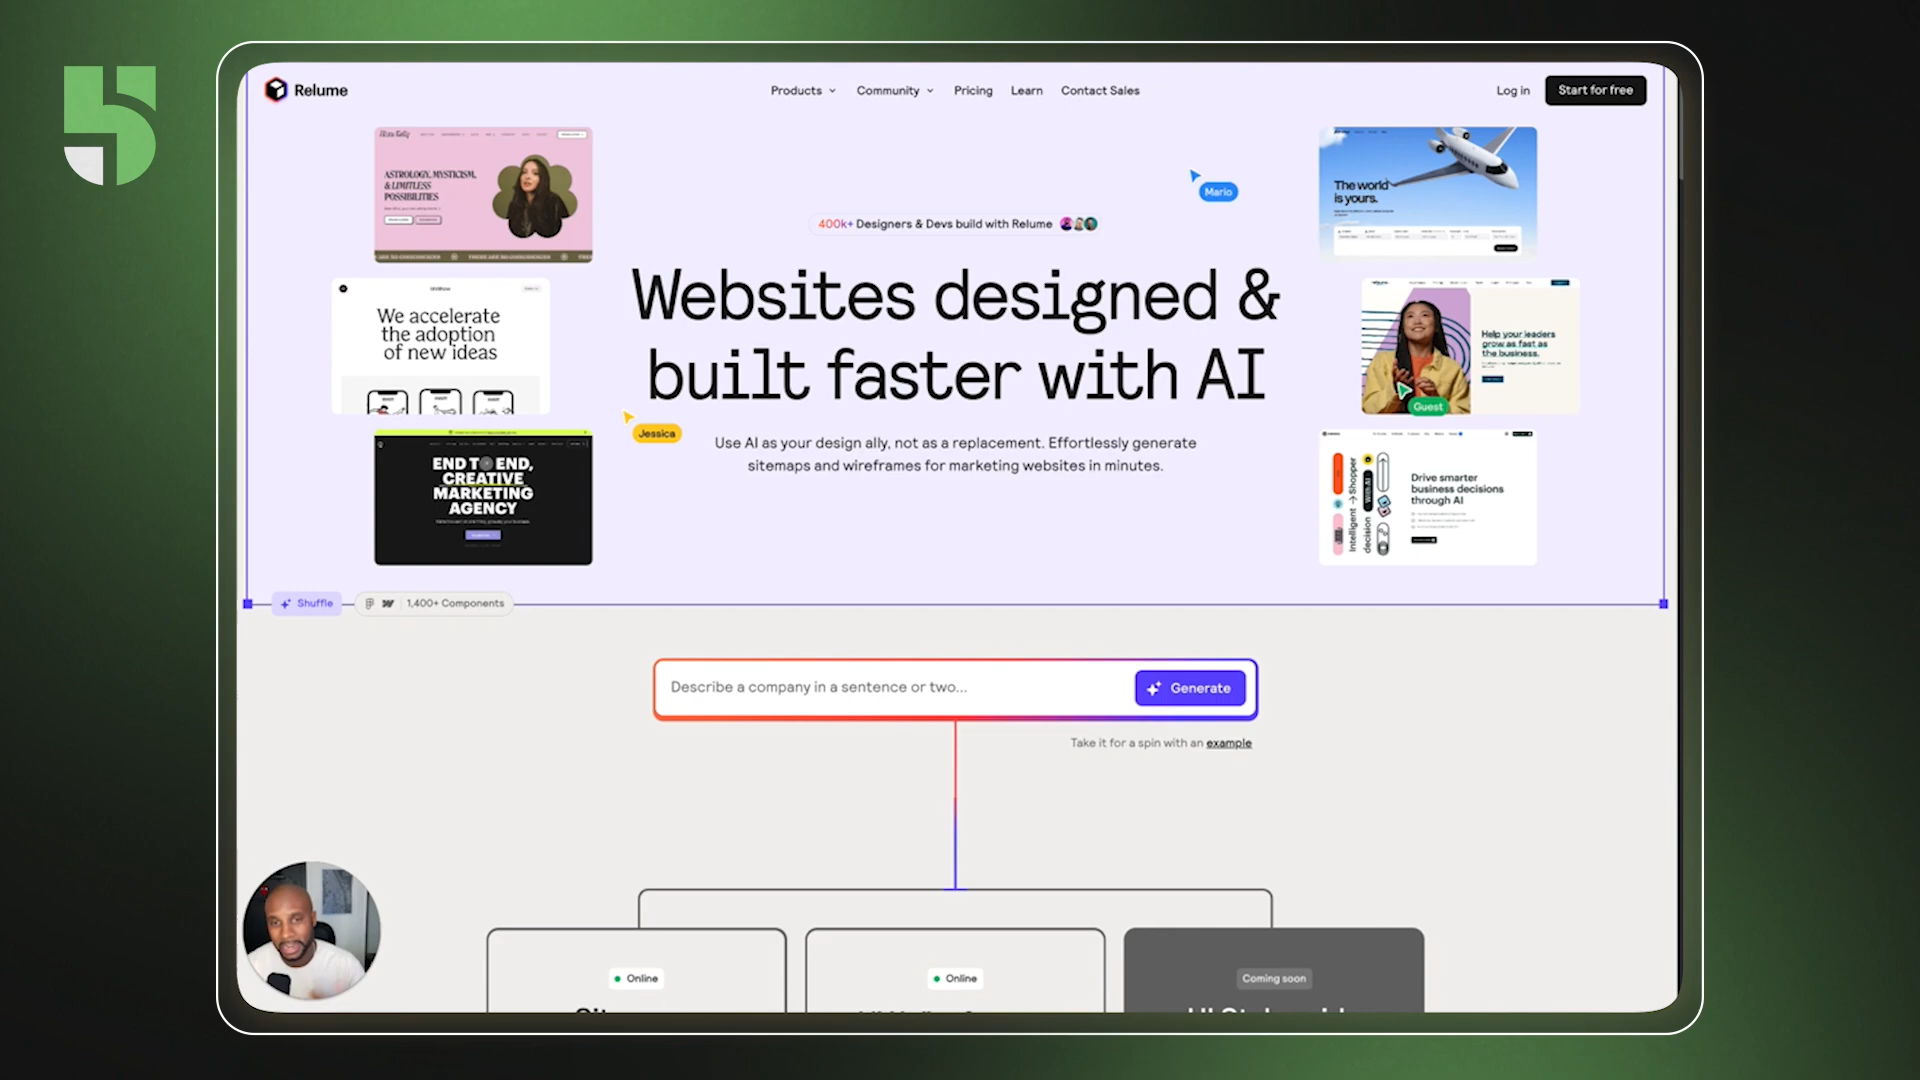 Relume
Products
Community
Pricing
Learn
Contact Sales
Log in
Start for free
ASTROLOGY, MYSTICISM,
& LIMITLESS
POSSIBILITIES
We accelerate
the adoption
of new ideas
END TO END,
CREATIVE
MARKETING
AGENCY
Mario
400k+ Designers & Devs build with Relume
Websites designed &
built faster with AI
Jessica
Use AI as your design ally, not as a replacement. Effortlessly generate
sitemaps and wireframes for marketing websites in minutes.
The world
is yours.
Help your leaders
grow as fast as
the business.
Guest
Intelligent → Shopper
decision
With AI
Drive smarter
business decisions
through AI
Shuffle
1,400+ Components
Describe a company in a sentence or two...
Generate
Take it for a spin with an example
Online
Online
Coming soon